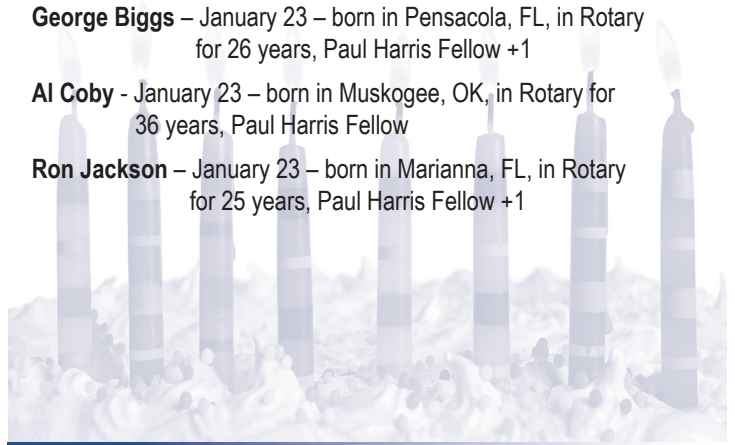 George Biggs – January 23 – born in Pensacola, FL, in Rotary
for 26 years, Paul Harris Fellow +1
Al Coby - January 23 – born in Muskogee, OK, in Rotary for
36 years, Paul Harris Fellow
Ron Jackson – January 23 – born in Marianna, FL, in Rotary
for 25 years, Paul Harris Fellow +1